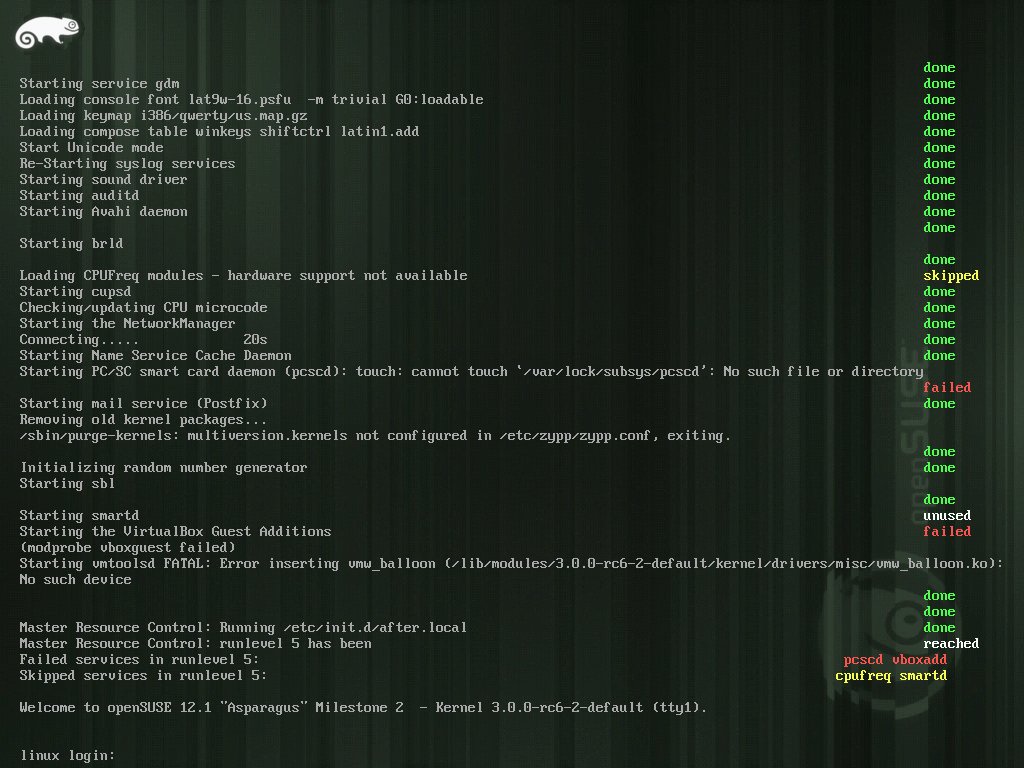 done
Starting service gdm done
Loading console font lat9w-16.psfu  -m trivial G0:loadable done
Loading keymap i386/qwerty/us.map.gz done
Loading compose table winkeys shiftctrl latin1.add done
Start Unicode mode done
Re-Starting syslog services done
Starting sound driver done
Starting auditd done
Starting Avahi daemon done
done
Starting brld
done
Loading CPUFreq modules - hardware support not available skipped
Starting cupsd done
Checking/updating CPU microcode done
Starting the NetworkManager done
Connecting..... 20s done
Starting Name Service Cache Daemon done
Starting PC/SC smart card daemon (pcscd): touch: cannot touch `/var/lock/subsys/pcscd': No such file or directory
failed
Starting mail service (Postfix) done
Removing old kernel packages...
/sbin/purge-kernels: multiversion.kernels not configured in /etc/zypp/zypp.conf, exiting.
done
Initializing random number generator done
Starting sbl
done
Starting smartd unused
Starting the VirtualBox Guest Additions failed
(modprobe vboxguest failed)
Starting vmtoolsd FATAL: Error inserting vmw_balloon (/lib/modules/3.0.0-rc6-2-default/kernel/drivers/misc/vmw_balloon.ko):
No such device
done
done
Master Resource Control: Running /etc/init.d/after.local done
Master Resource Control: runlevel 5 has been reached
Failed services in runlevel 5: pcscd vboxadd
Skipped services in runlevel 5: cpufreq smartd
Welcome to openSUSE 12.1 "Asparagus" Milestone 2  - Kernel 3.0.0-rc6-2-default (tty1).
linux login:
openSUSE